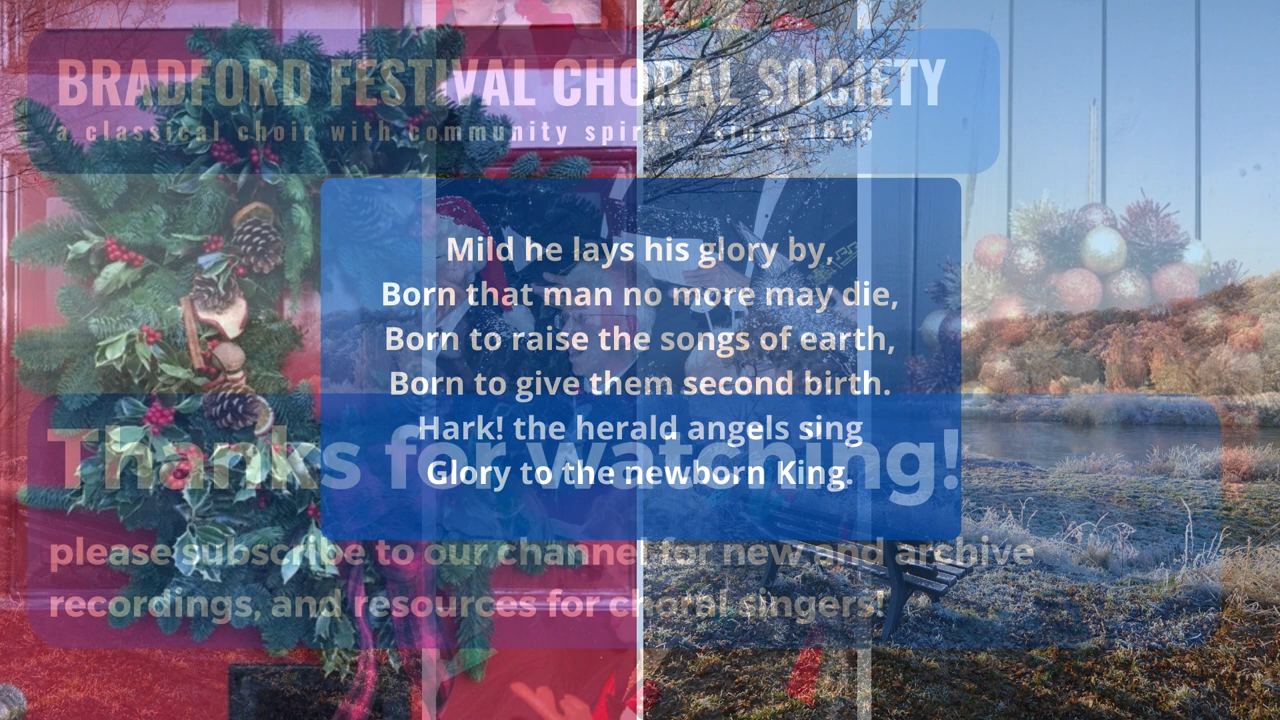 BRADFORD FESTIVAL CHORAL SOCIETY
a classical choir with community spirit - since 1856
Mild he lays his glory by,
Born that man no more may die,
Born to raise the songs of earth,
Born to give them second birth.
Hark! the herald angels sing
Glory to the newborn King.
Thanks for watching!
please subscribe to our channel for new and archive
recordings, and resources for choral singers!